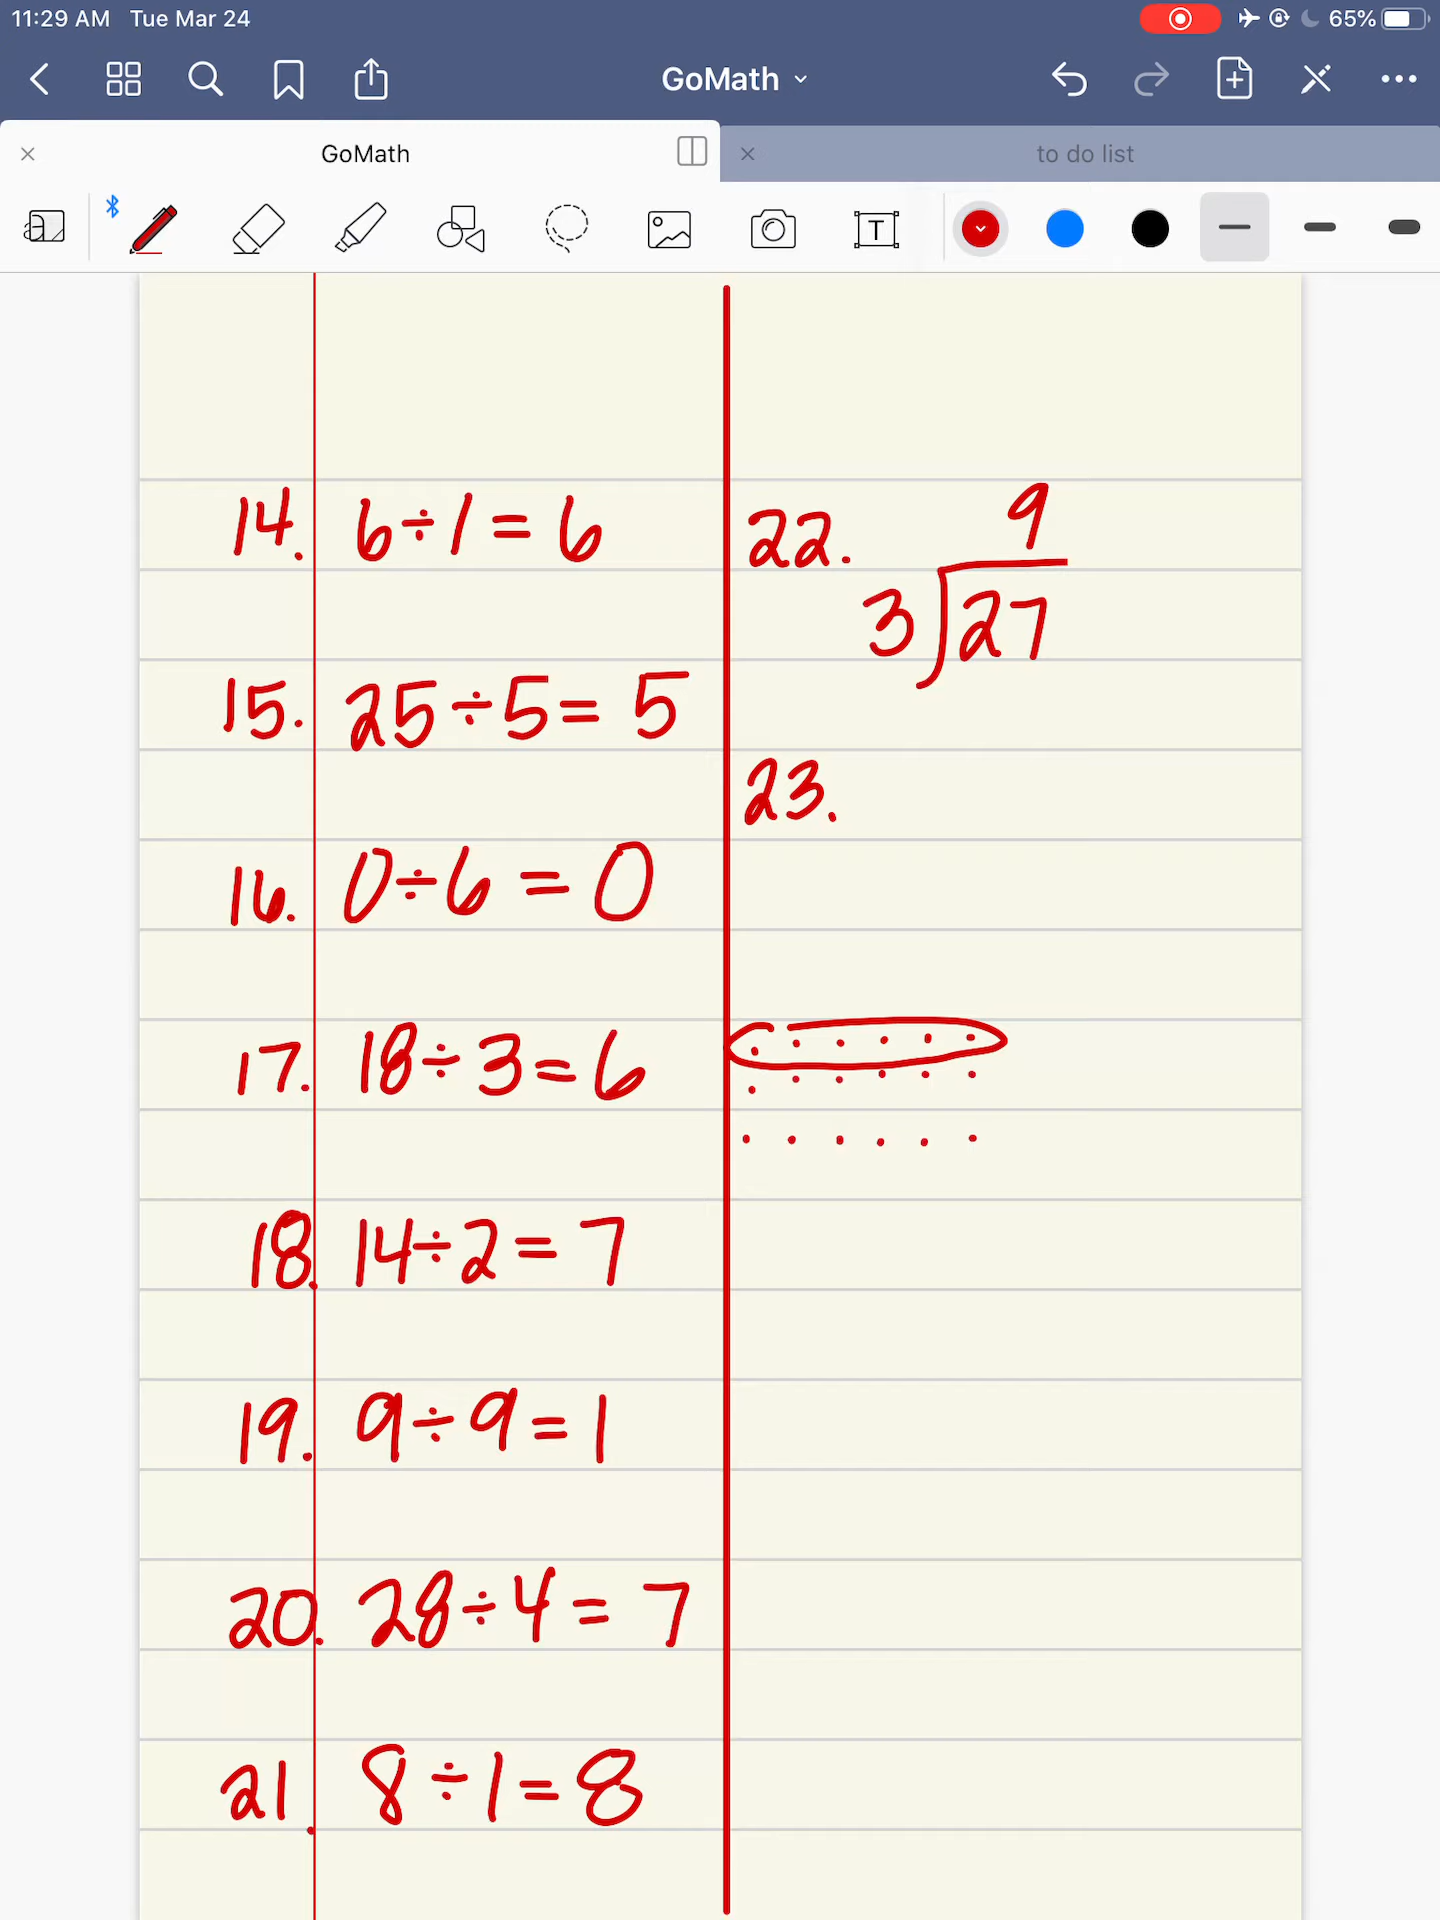 11:29 AM Tue Mar 24 65%
GoMath
GoMath
to do list
a T
14. 6÷1=6
15. 25÷5=5
16. 0÷6=0
17. 18÷3=6
18. 14÷2=7
19. 9÷9=1
20. 28÷4=7
21. 8÷1=8
22. 9
3 27
23.